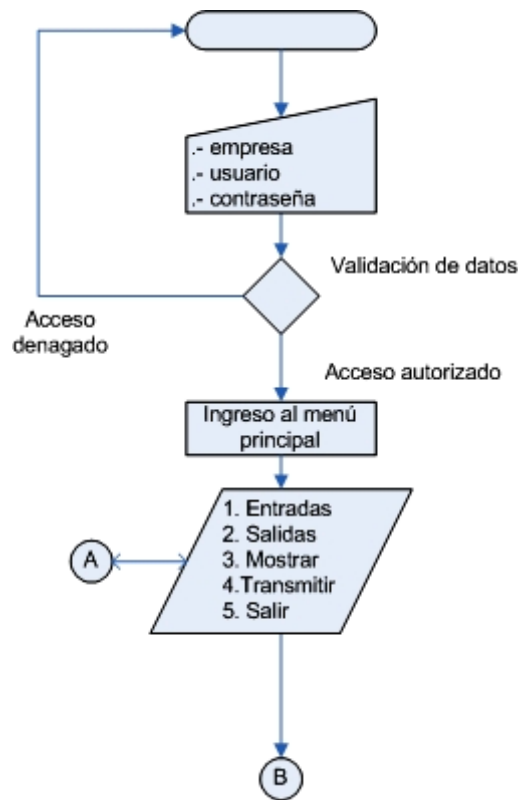 .- empresa
.- usuario
.- contraseña
Validación de datos
Acceso
denagado
Acceso autorizado
Ingreso al menú
principal
1. Entradas
2. Salidas
3. Mostrar
4.Transmitir
5. Salir
A
B